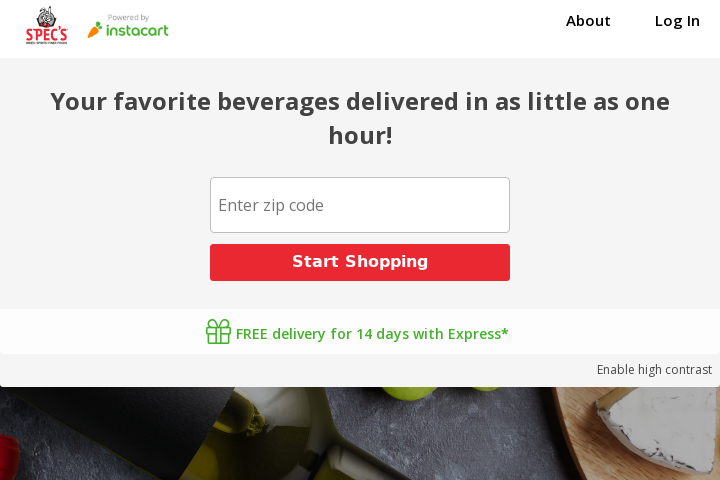 SPEC'S
WINES SPIRITS FINER FOODS
Powered by
instacart
About
Log In
Your favorite beverages delivered in as little as one
hour!
Enter zip code
Start Shopping
FREE delivery for 14 days with Express*
Enable high contrast